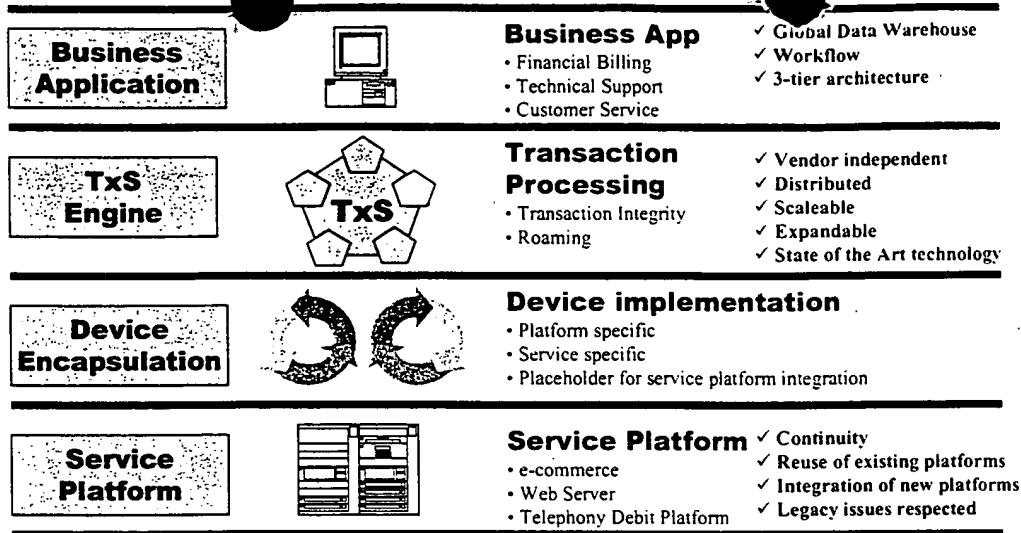 Business
Application
Business App
• Financial Billing
• Technical Support
• Customer Service
✓ Global Data Warehouse
✓ Workflow
✓ 3-tier architecture
TxS
Engine
TxS
Transaction
Processing
• Transaction Integrity
• Roaming
✓ Vendor independent
✓ Distributed
✓ Scaleable
✓ Expandable
✓ State of the Art technology
Device
Encapsulation
Device implementation
• Platform specific
• Service specific
• Placeholder for service platform integration
Service
Platform
Service Platform
• e-commerce
• Web Server
• Telephony Debit Platform
✓ Continuity
✓ Reuse of existing platforms
✓ Integration of new platforms
✓ Legacy issues respected